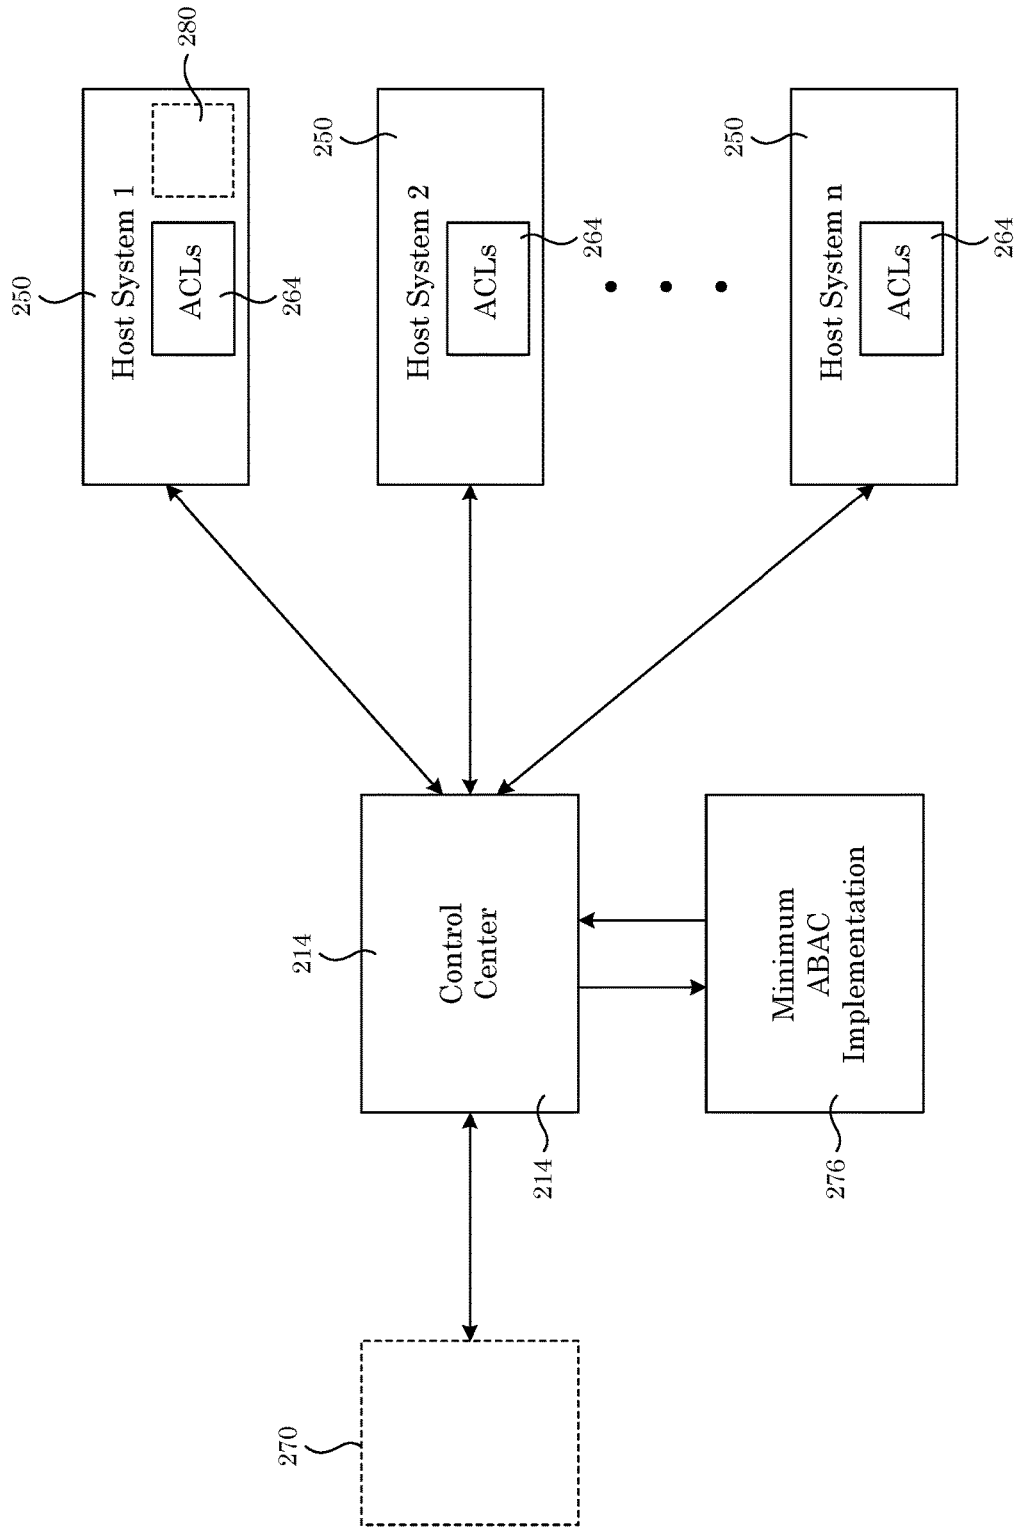 280
250
Host System 1
ACLs
264
250
Host System 2
ACLs
264
250
Host System n
ACLs
264
214
Control
Center
214
Minimum
ABAC
Implementation
276
270